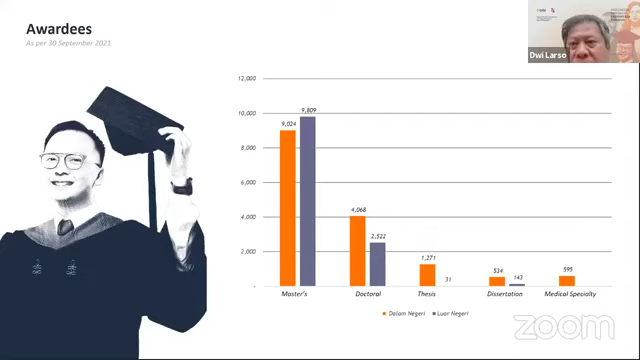 Awardees
As per 30 September 2021
Dwi Larso
12,000
10,000
8,000
6,000
4,000
2,000
-
9,024
9,809
4,068
2,522
1,271
31
534
143
595
Master's
Doctoral
Thesis
Dissertation
Medical Specialty
Dalam Negeri
Luar Negeri
zoom